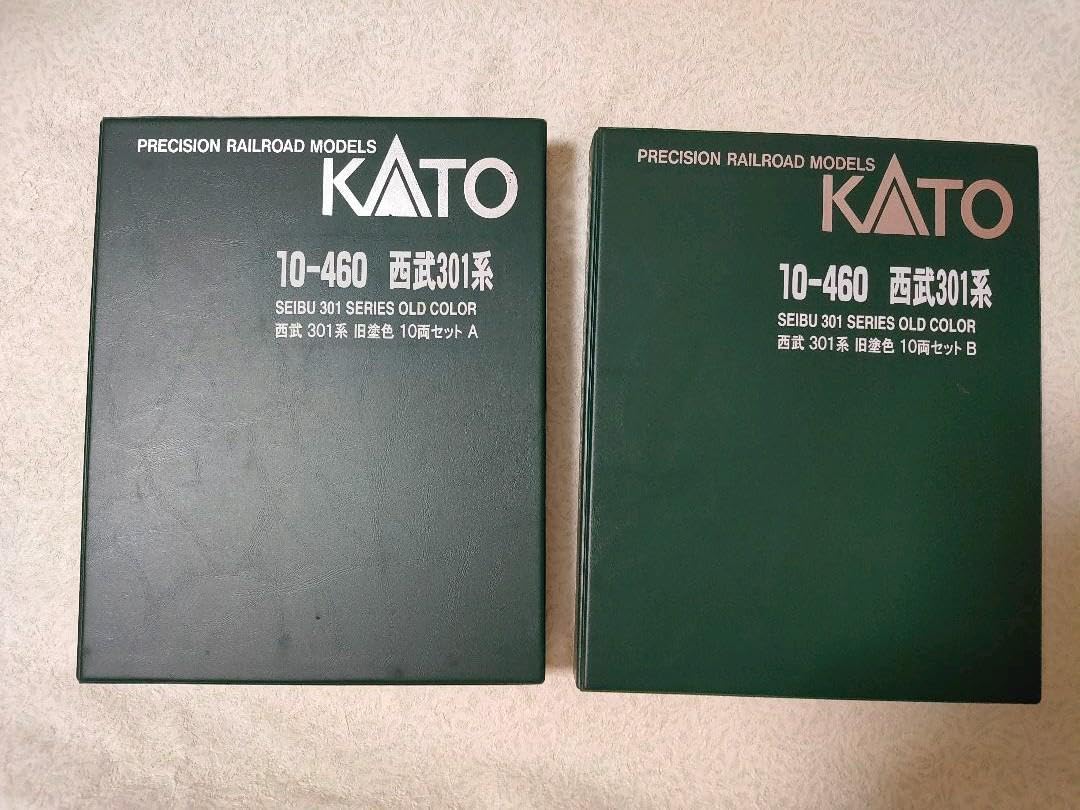 PRECISION RAILROAD MODELS
KATO
10-460 西武301系
SEIBU 301 SERIES OLD COLOR
西武 301系 旧塗色 10両セット A
PRECISION RAILROAD MODELS
KATO
10-460 西武301系
SEIBU 301 SERIES OLD COLOR
西武 301系 旧塗色 10両セット B